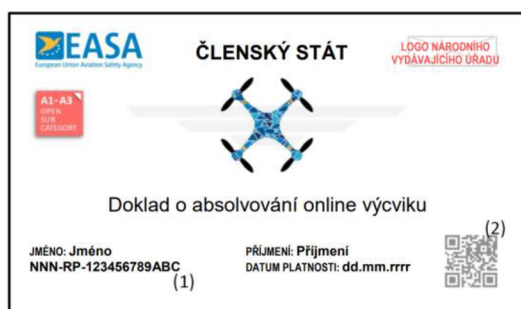 EASA
European Union Aviation Safety Agency
ČLENSKÝ STÁT
LOGO NÁRODNÍHO
VYDÁVAJÍCÍHO ÚŘADU
A1-A3
OPEN
SUB
CATEGORY
Doklad o absolvování online výcviku
(2)
JMÉNO: Jméno
PŘÍJMENÍ: Příjmení
NNN-RP-123456789ABC
DATUM PLATNOSTI: dd.mm.rrrr
(1)